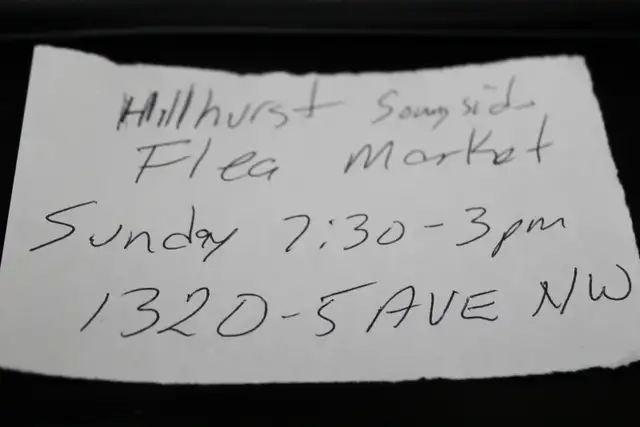 Hillhurst Sunnyside
Flea Market
Sunday 7:30-3pm
1320-5 AVE NW